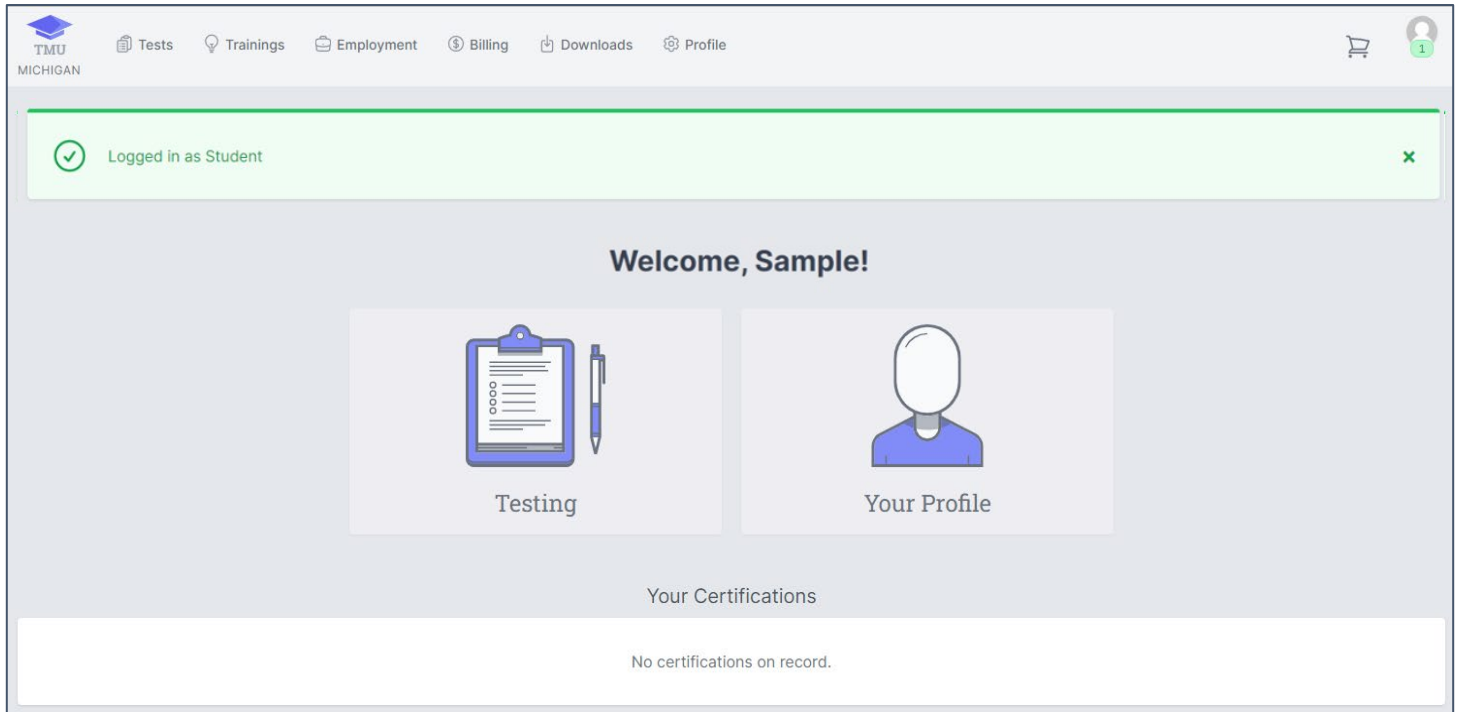 TMU
MICHIGAN
Tests Trainings Employment Billing Downloads Profile
1
Logged in as Student
Welcome, Sample!
Testing
Your Profile
Your Certifications
No certifications on record.